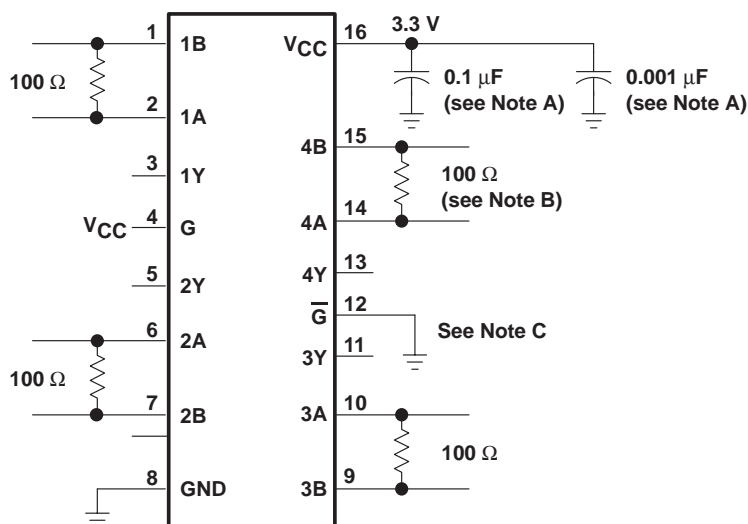 1 1B VCC 16 3.3 V
100 Ω 0.1 μF 0.001 μF
2 1A (see Note A) (see Note A)
4B 15
3 1Y 100 Ω
(see Note B)
VCC 4 G 4A 14
5 2Y 4Y 13
G 12
6 2A See Note C
3Y 11
100 Ω
7 2B 3A 10
100 Ω
8 GND 3B 9